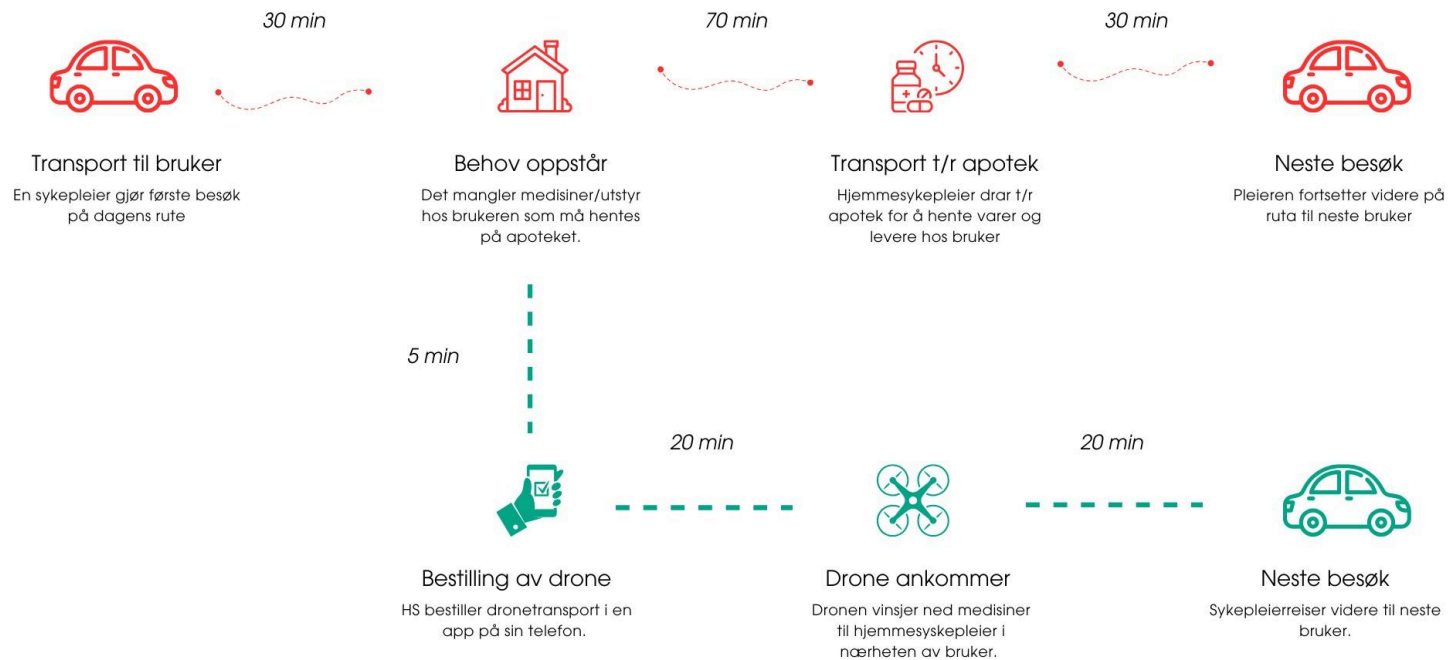 30 min
70 min
30 min
Transport til bruker
En sykepleier gjør første besøk
på dagens rute
Behov oppstår
Det mangler medisiner/utstyr
hos brukeren som må hentes
på apoteket.
Transport t/r apotek
Hjemmesykepleier drar t/r
apotek for å hente varer og
levere hos bruker
Neste besøk
Pleieren fortsetter videre på
ruta til neste bruker
5 min
20 min
20 min
Bestilling av drone
HS bestiller dronetransport i en
app på sin telefon.
Drone ankommer
Dronen vinsjer ned medisiner
til hjemmesyskepleier i
nærheten av bruker.
Neste besøk
Sykepleierreiser videre til neste
bruker.